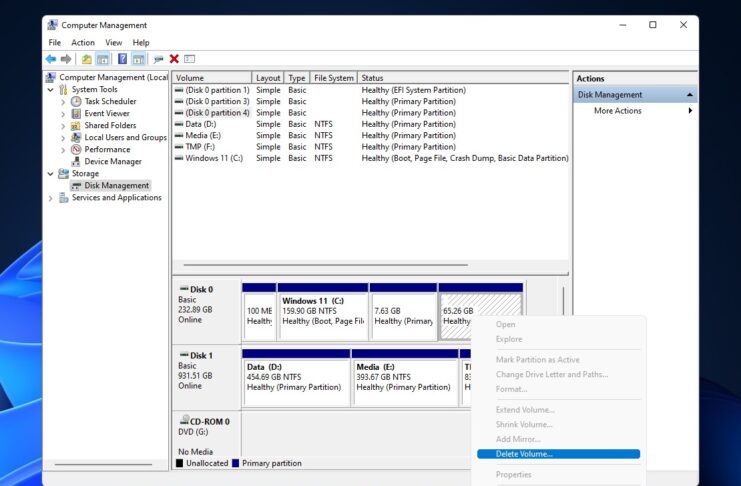 Computer Management
File Action View Help
Computer Management (Local
System Tools
Task Scheduler
Event Viewer
Shared Folders
Local Users and Groups
Performance
Device Manager
Storage
Disk Management
Services and Applications
Volume Layout Type File System Status
(Disk 0 partition 1) Simple Basic Healthy (EFI System Partition)
(Disk 0 partition 3) Simple Basic Healthy (Primary Partition)
(Disk 0 partition 4) Simple Basic Healthy (Primary Partition)
Data (D:) Simple Basic NTFS Healthy (Primary Partition)
Media (E:) Simple Basic NTFS Healthy (Primary Partition)
TMP (F:) Simple Basic NTFS Healthy (Primary Partition)
Windows 11 (C:) Simple Basic NTFS Healthy (Boot, Page File, Crash Dump, Basic Data Partition)
Actions
Disk Management
More Actions
Disk 0
Basic
232.89 GB
Online
100 ME
Healthy
Windows 11 (C:)
159.90 GB NTFS
Healthy (Boot, Page Fil
7.63 GB
Healthy (Primary
65.26 GB
Healthy
Disk 1
Basic
931.51 GB
Online
Data (D:)
454.69 GB NTFS
Healthy (Primary Partition)
Media (E:)
393.67 GB NTFS
Healthy (Primary Partition)
CD-ROM 0
DVD (G:)
No Media
Unallocated Primary partition
Open
Explore
Mark Partition as Active
Change Drive Letter and Paths...
Format...
Extend Volume...
Shrink Volume...
Add Mirror...
Delete Volume...
Properties